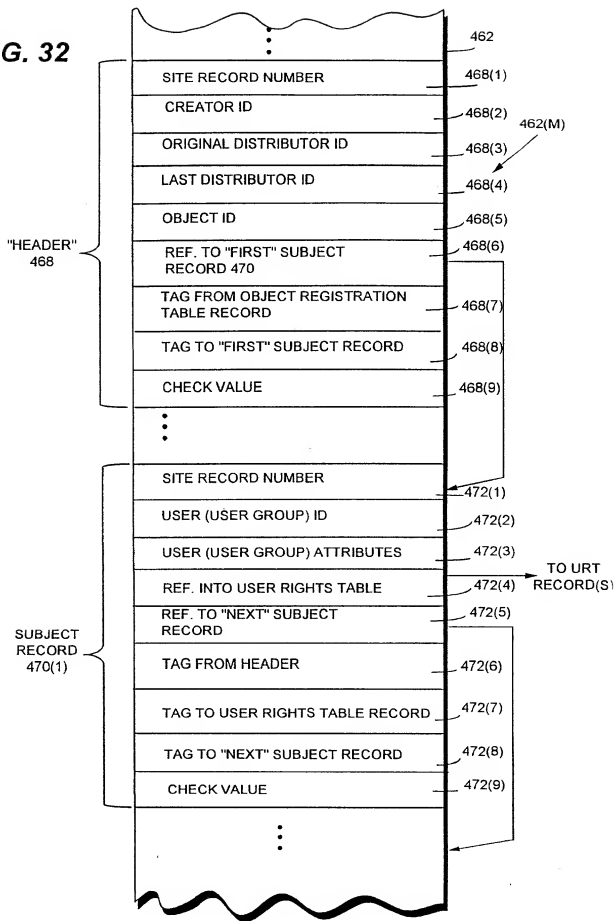 G. 32
462
SITE RECORD NUMBER
468(1)
CREATOR ID
468(2)
462(M)
ORIGINAL DISTRIBUTOR ID
468(3)
LAST DISTRIBUTOR ID
468(4)
OBJECT ID
468(5)
"HEADER"
468
REF. TO "FIRST" SUBJECT
RECORD 470
468(6)
TAG FROM OBJECT REGISTRATION
TABLE RECORD
468(7)
TAG TO "FIRST" SUBJECT RECORD
468(8)
CHECK VALUE
468(9)
SITE RECORD NUMBER
472(1)
USER (USER GROUP) ID
472(2)
USER (USER GROUP) ATTRIBUTES
472(3)
REF. INTO USER RIGHTS TABLE
472(4)
TO URT
RECORD(S)
REF. TO "NEXT" SUBJECT
RECORD
472(5)
SUBJECT
RECORD
470(1)
TAG FROM HEADER
472(6)
TAG TO USER RIGHTS TABLE RECORD
472(7)
TAG TO "NEXT" SUBJECT RECORD
472(8)
CHECK VALUE
472(9)